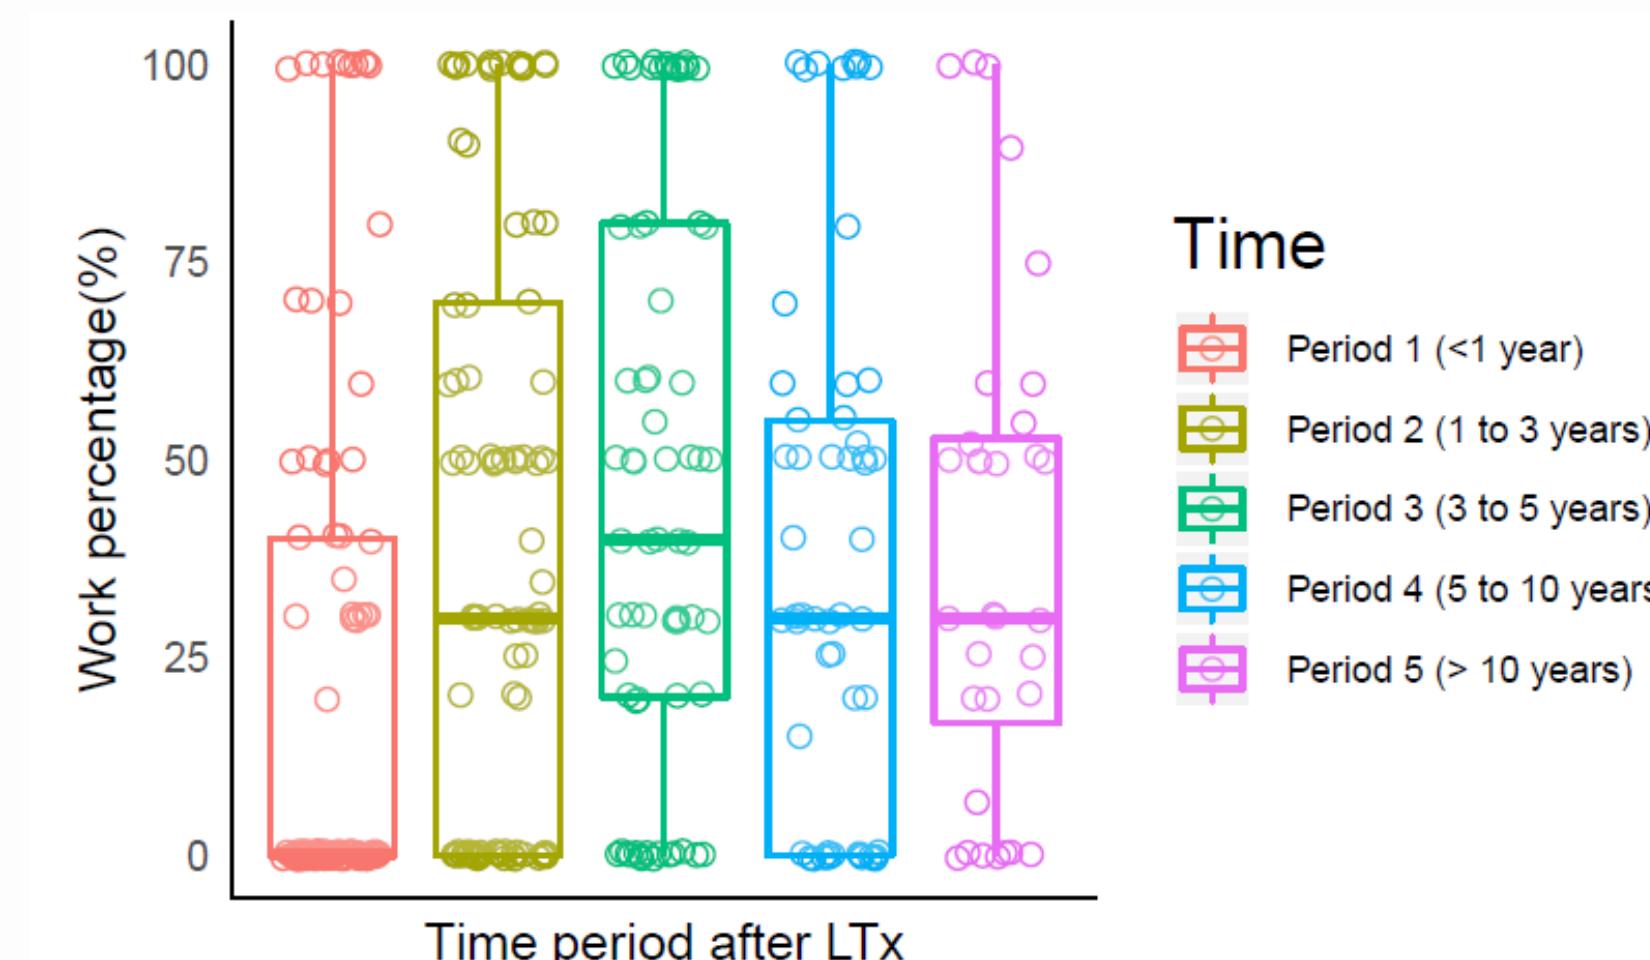 Work percentage(%)
100
75
50
25
0
Time period after LTx
Time
Period 1 (<1 year)
Period 2 (1 to 3 years)
Period 3 (3 to 5 years)
Period 4 (5 to 10 years
Period 5 (> 10 years)